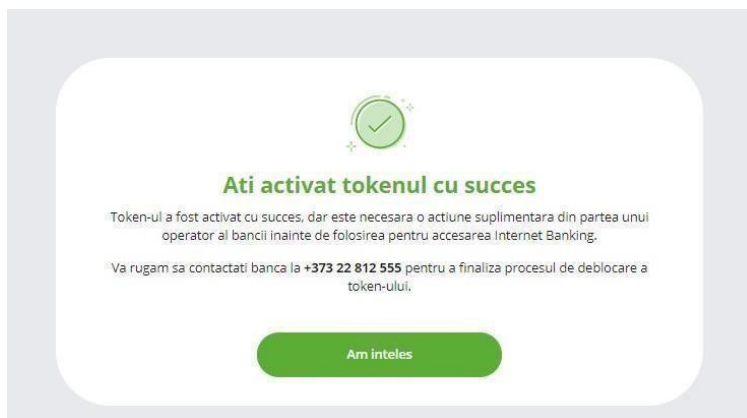 Ati activat tokenul cu succes
Token-ul a fost activat cu succes, dar este necesara o actiune suplimentara din partea unui
operator al bancii inainte de folosirea pentru accesarea Internet Banking.
Va rugam sa contactati banca la +373 22 812 555 pentru a finaliza procesul de deblocare a
token-ului.
Am inteles